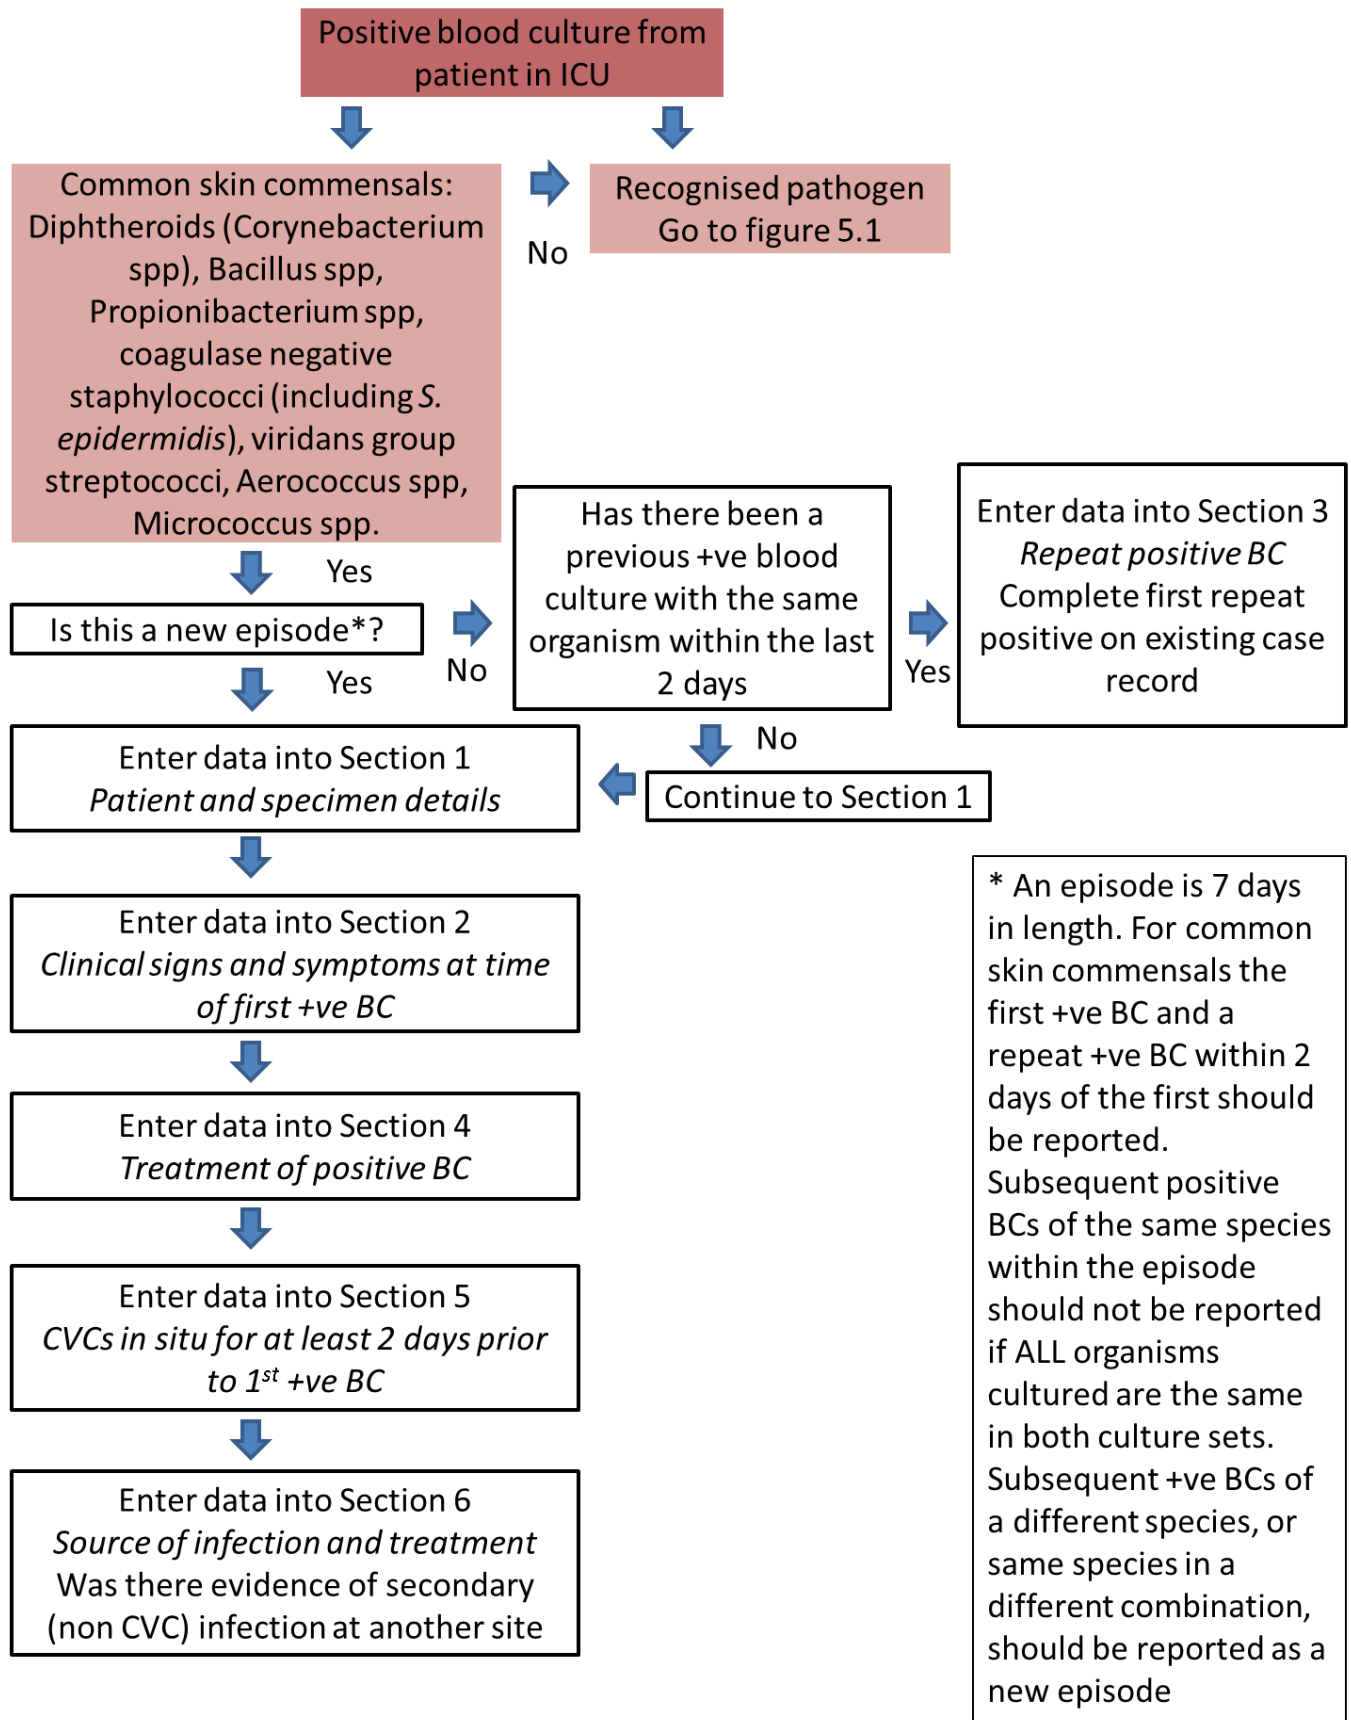 Positive blood culture from
patient in ICU
Common skin commensals:
Diphtheroids (Corynebacterium
spp), Bacillus spp,
Propionibacterium spp,
coagulase negative
staphylococci (including S.
epidermidis), viridans group
streptococci, Aerococcus spp,
Micrococcus spp.
No
Recognised pathogen
Go to figure 5.1
Yes
Is this a new episode*?
No
Has there been a
previous +ve blood
culture with the same
organism within the last
2 days
Yes
Enter data into Section 3
Repeat positive BC
Complete first repeat
positive on existing case
record
Yes
No
Continue to Section 1
Enter data into Section 1
Patient and specimen details
Enter data into Section 2
Clinical signs and symptoms at time
of first +ve BC
Enter data into Section 4
Treatment of positive BC
Enter data into Section 5
CVCs in situ for at least 2 days prior
to 1st +ve BC
Enter data into Section 6
Source of infection and treatment
Was there evidence of secondary
(non CVC) infection at another site
* An episode is 7 days
in length. For common
skin commensals the
first +ve BC and a
repeat +ve BC within 2
days of the first should
be reported.
Subsequent positive
BCs of the same species
within the episode
should not be reported
if ALL organisms
cultured are the same
in both culture sets.
Subsequent +ve BCs of
a different species, or
same species in a
different combination,
should be reported as a
new episode